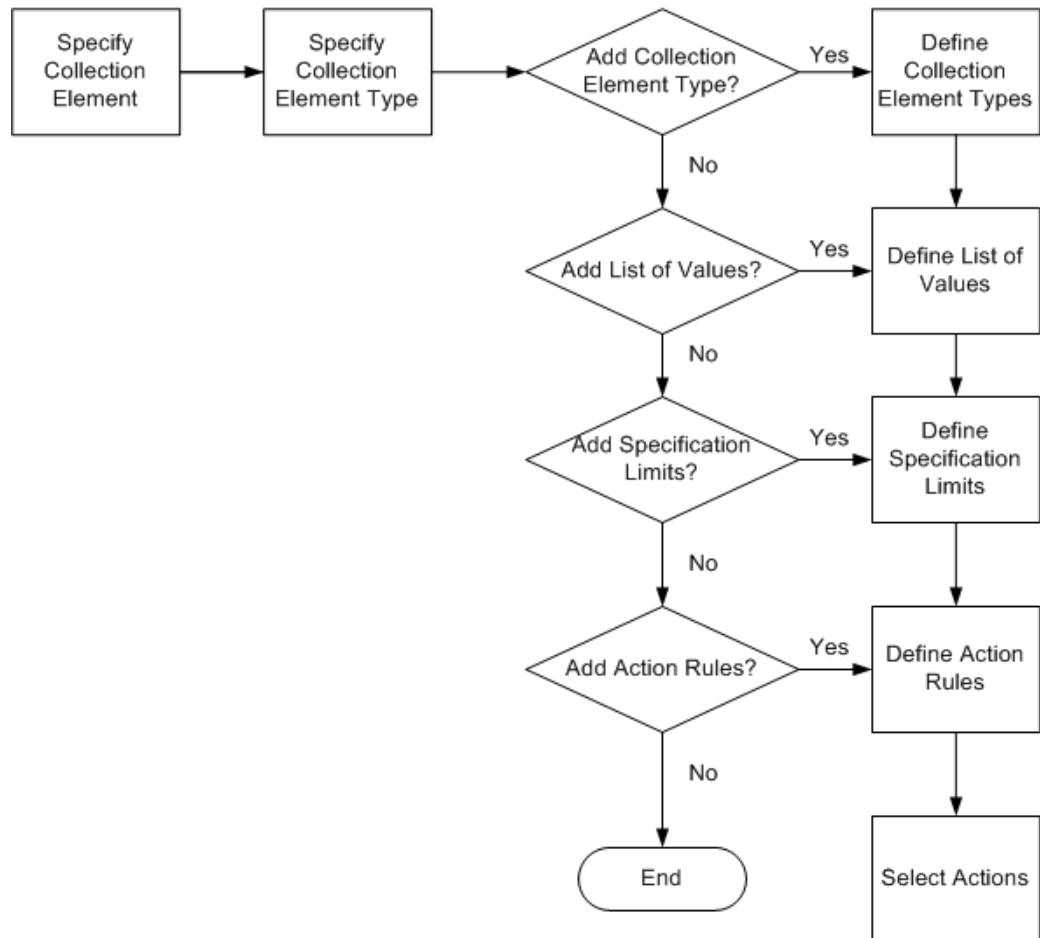 Specify
Collection
Element
Specify
Collection
Element Type
Add Collection
Element Type?
Yes
Define
Collection
Element Types
No
Add List of Values?
Yes
Define List of
Values
No
Add Specification
Limits?
Yes
Define
Specification
Limits
No
Add Action Rules?
Yes
Define Action
Rules
No
End
Select Actions